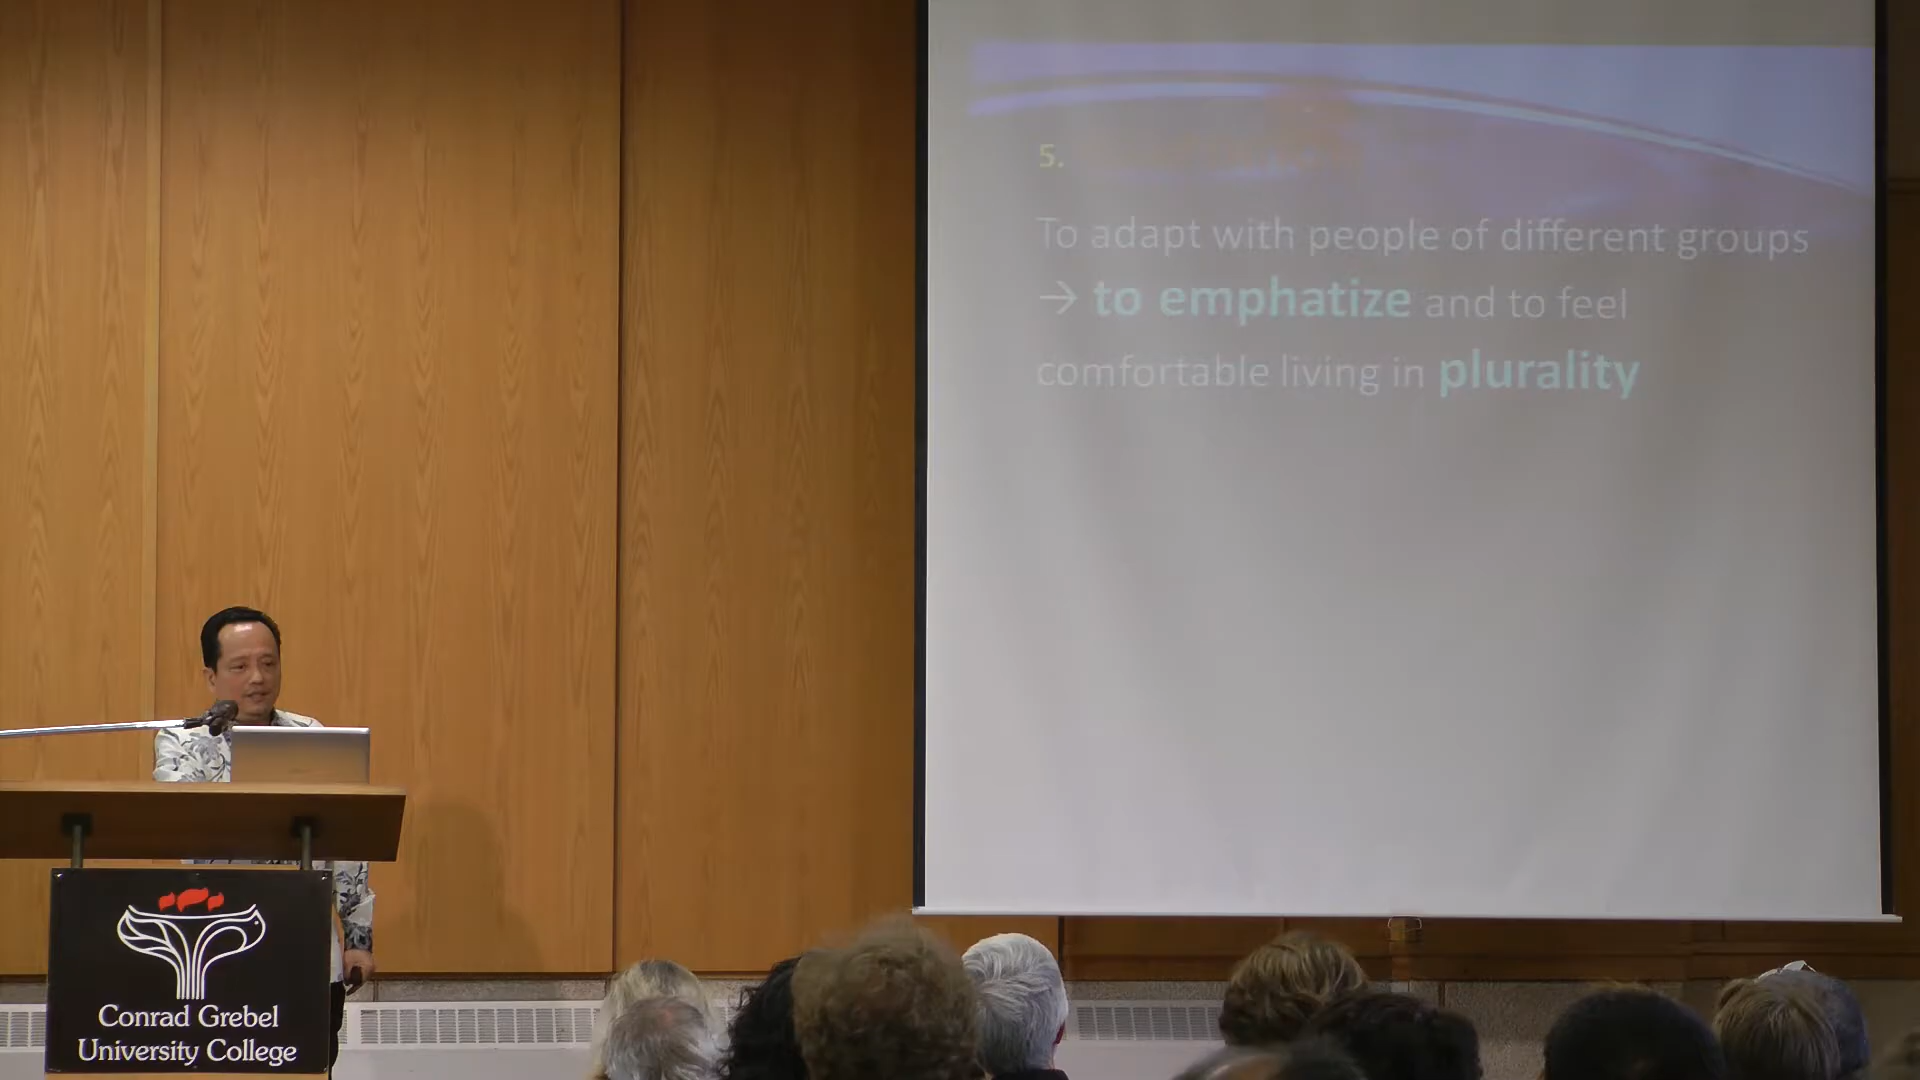 5.
To adapt with people of different groups
→ to emphatize and to feel
comfortable living in plurality
Conrad Grebel
University College